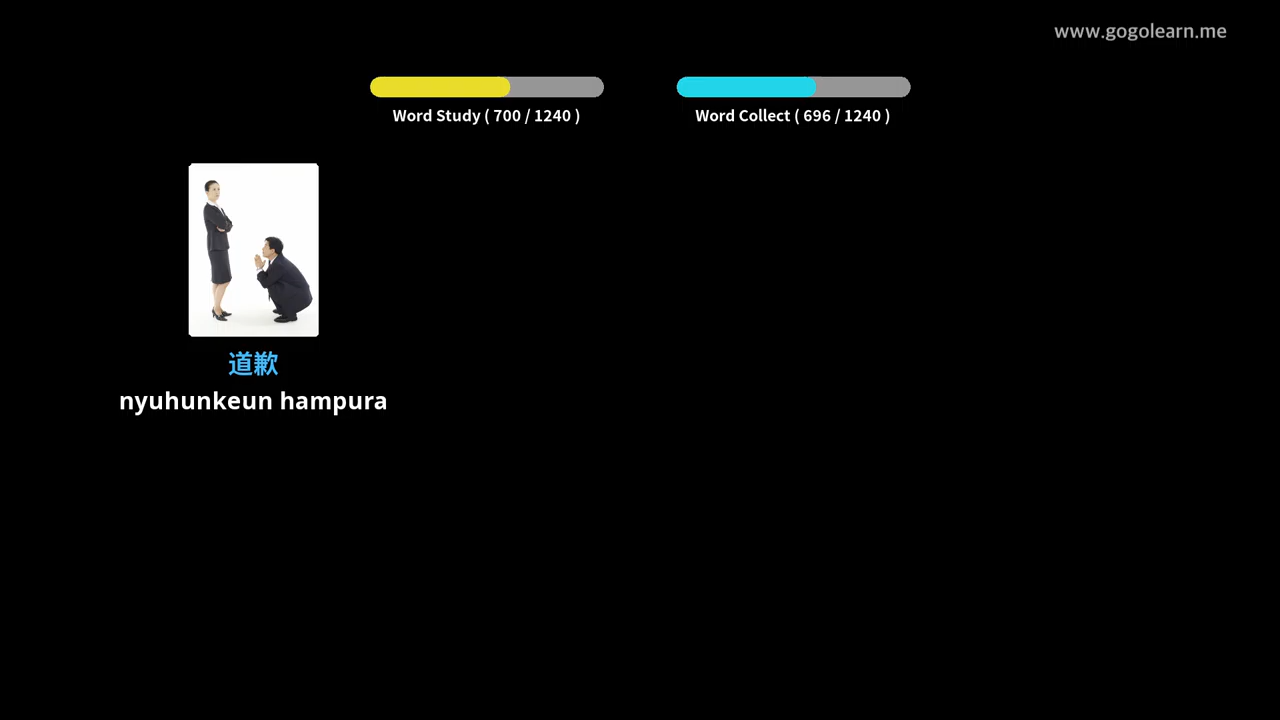 www.gogolearn.me
Word Study ( 700 / 1240 )
Word Collect ( 696 / 1240 )
道歉
nyuhunkeun hampura